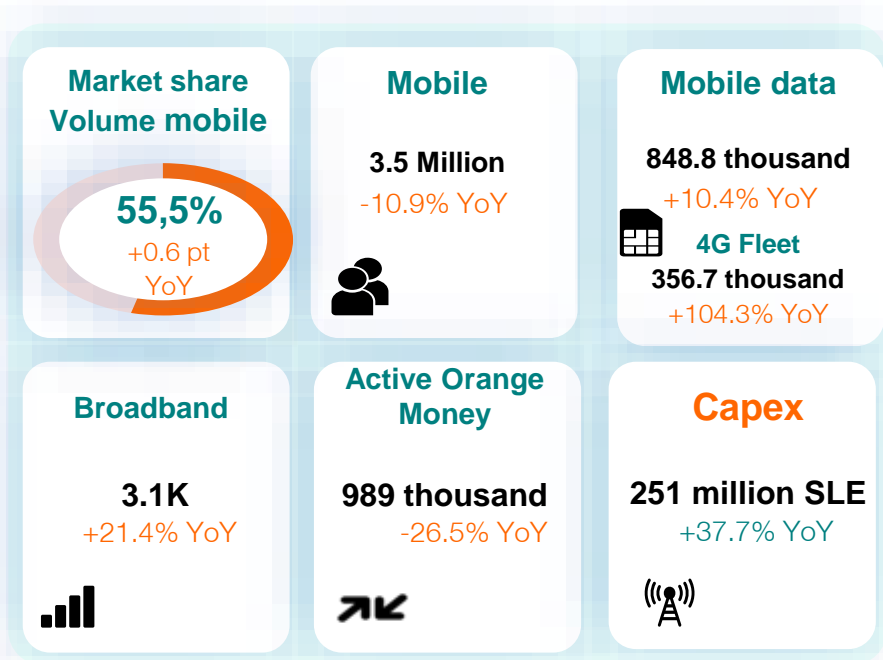 Market share
Volume mobile
55,5%
+0.6 pt
YoY
Mobile
3.5 Million
-10.9% YoY
Mobile data
848.8 thousand
+10.4% YoY
4G Fleet
356.7 thousand
+104.3% YoY
Broadband
3.1K
+21.4% YoY
Active Orange
Money
989 thousand
-26.5% YoY
Capex
251 million SLE
+37.7% YoY